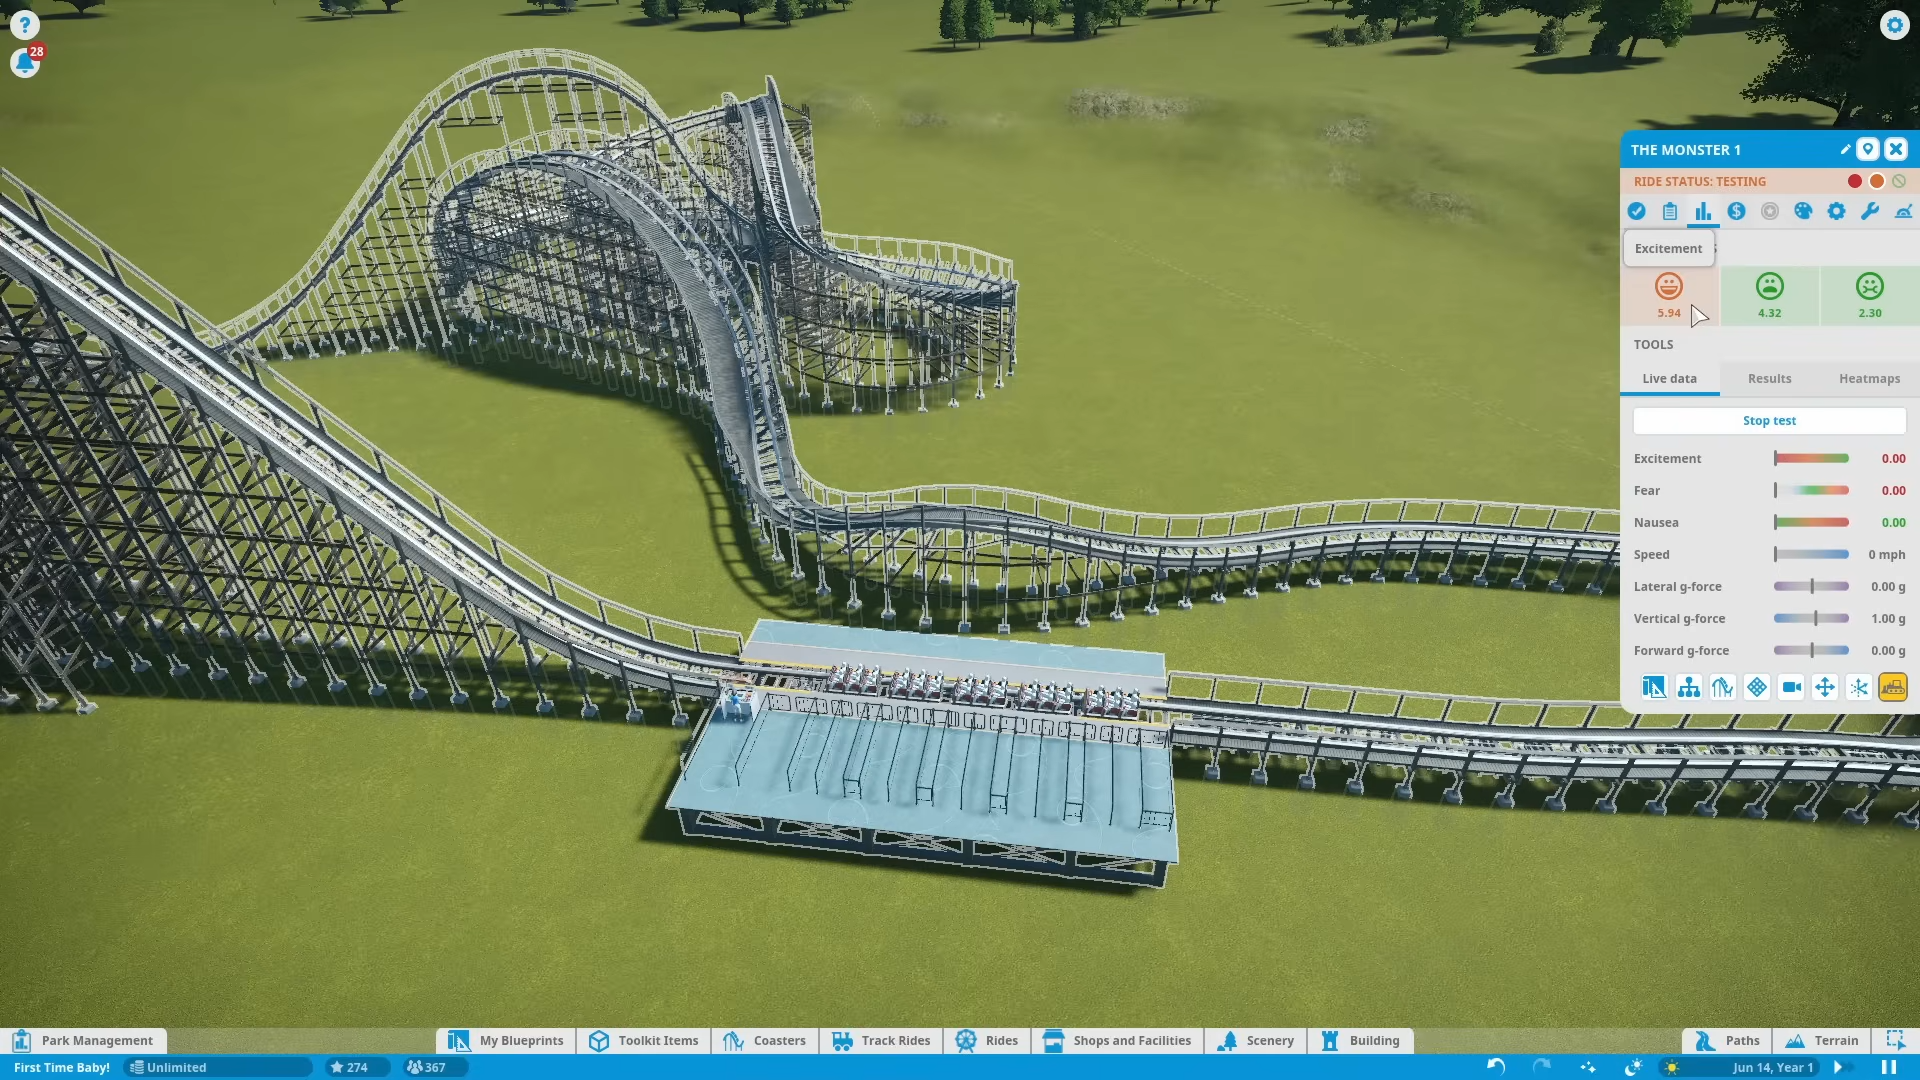 ?
28
THE MONSTER 1
RIDE STATUS: TESTING
Excitement
5.94 4.32 2.30
TOOLS
Live data Results Heatmaps
Stop test
Excitement 0.00
Fear 0.00
Nausea 0.00
Speed 0 mph
Lateral g-force 0.00 g
Vertical g-force 1.00 g
Forward g-force 0.00 g
Park Management My Blueprints Toolkit Items Coasters Track Rides Rides Shops and Facilities Scenery Building Paths Terrain
First Time Baby! Unlimited 274 367 Jun 14, Year 1